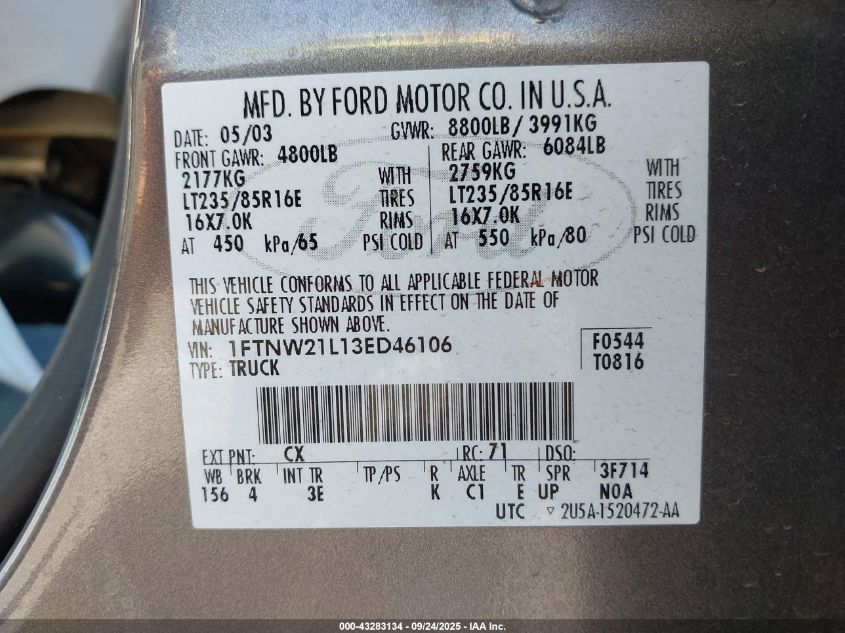 MFD. BY FORD MOTOR CO. IN U.S.A.
DATE: 05/03 GVWR: 8800LB/ 3991KG
FRONT GAWR: 4800LB REAR GAWR: 6084LB
2177KG WITH 2759KG WITH
LT235/85R16E TIRES LT235/85R16E TIRES
16X7.0K RIMS 16X7.0K RIMS
AT 450 kPa/65 PSI COLD AT 550 kPa/80 PSI COLD
Ford
THIS VEHICLE CONFORMS TO ALL APPLICABLE FEDERAL MOTOR
VEHICLE SAFETY STANDARDS IN EFFECT ON THE DATE OF
MANUFACTURE SHOWN ABOVE.
VIN: 1FTNW21L13ED46106 F0544
TYPE: TRUCK T0816
EXT PNT: CX RC: 71 DSO:
WB BRK INT TR TP/PS R AXLE TR SPR 3F714
156 4 3E K C1 E UP N0A
UTC ▽ 2U5A-1520472-AA
000-43283134 - 09/24/2025 - IAA Inc.